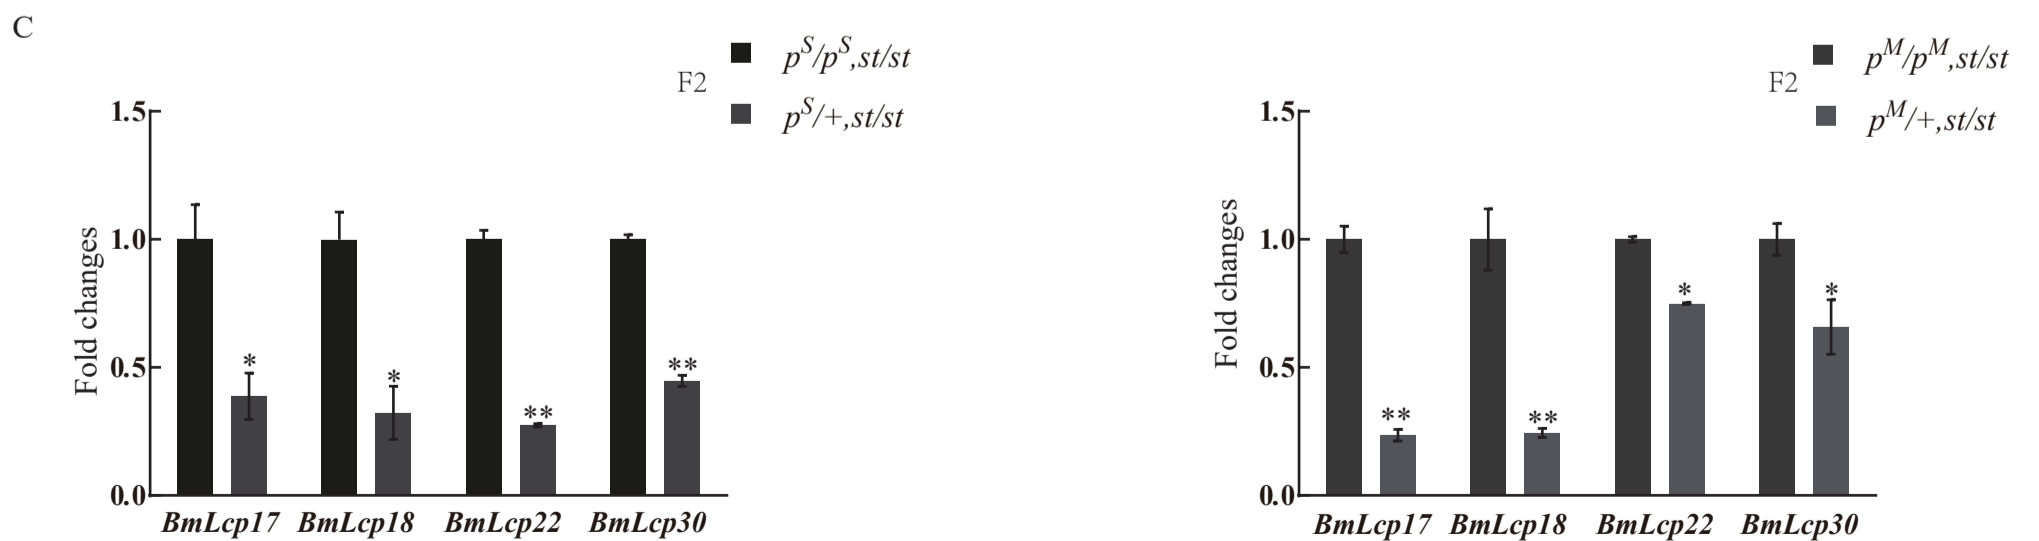 C
F2
p^S/p^S,st/st
p^S/+,st/st
Fold changes
1.5
1.0
0.5
0.0
*
*
**
**
BmLcp17 BmLcp18 BmLcp22 BmLcp30
F2
p^M/p^M,st/st
p^M/+,st/st
Fold changes
1.5
1.0
0.5
0.0
**
**
*
*
BmLcp17 BmLcp18 BmLcp22 BmLcp30